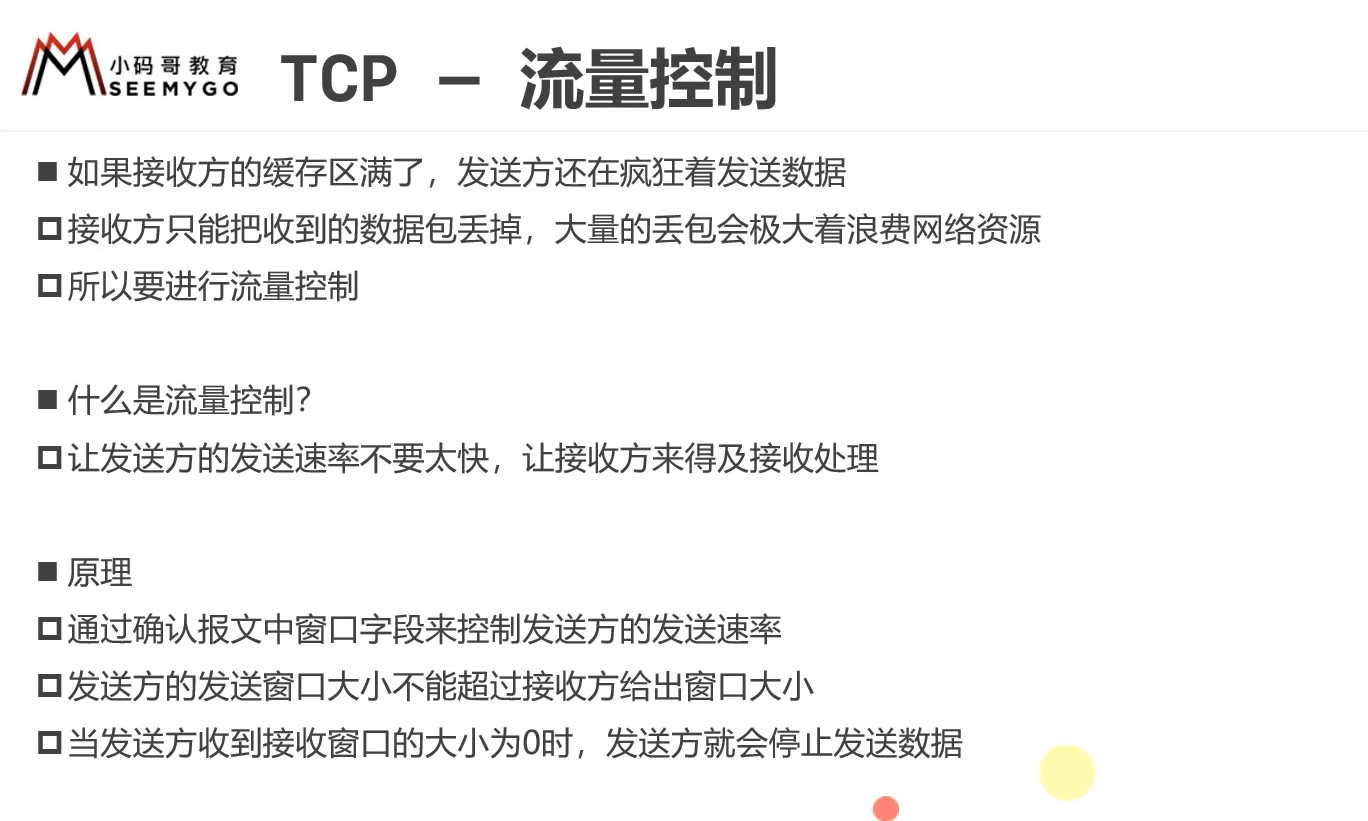 小码哥教育
SEEMYGO
TCP – 流量控制
如果接收方的缓存区满了，发送方还在疯狂着发送数据
接收方只能把收到的数据包丢掉，大量的丢包会极大着浪费网络资源
所以要进行流量控制
什么是流量控制？
让发送方的发送速率不要太快，让接收方来得及接收处理
原理
通过确认报文中窗口字段来控制发送方的发送速率
发送方的发送窗口大小不能超过接收方给出窗口大小
当发送方收到接收窗口的大小为0时，发送方就会停止发送数据